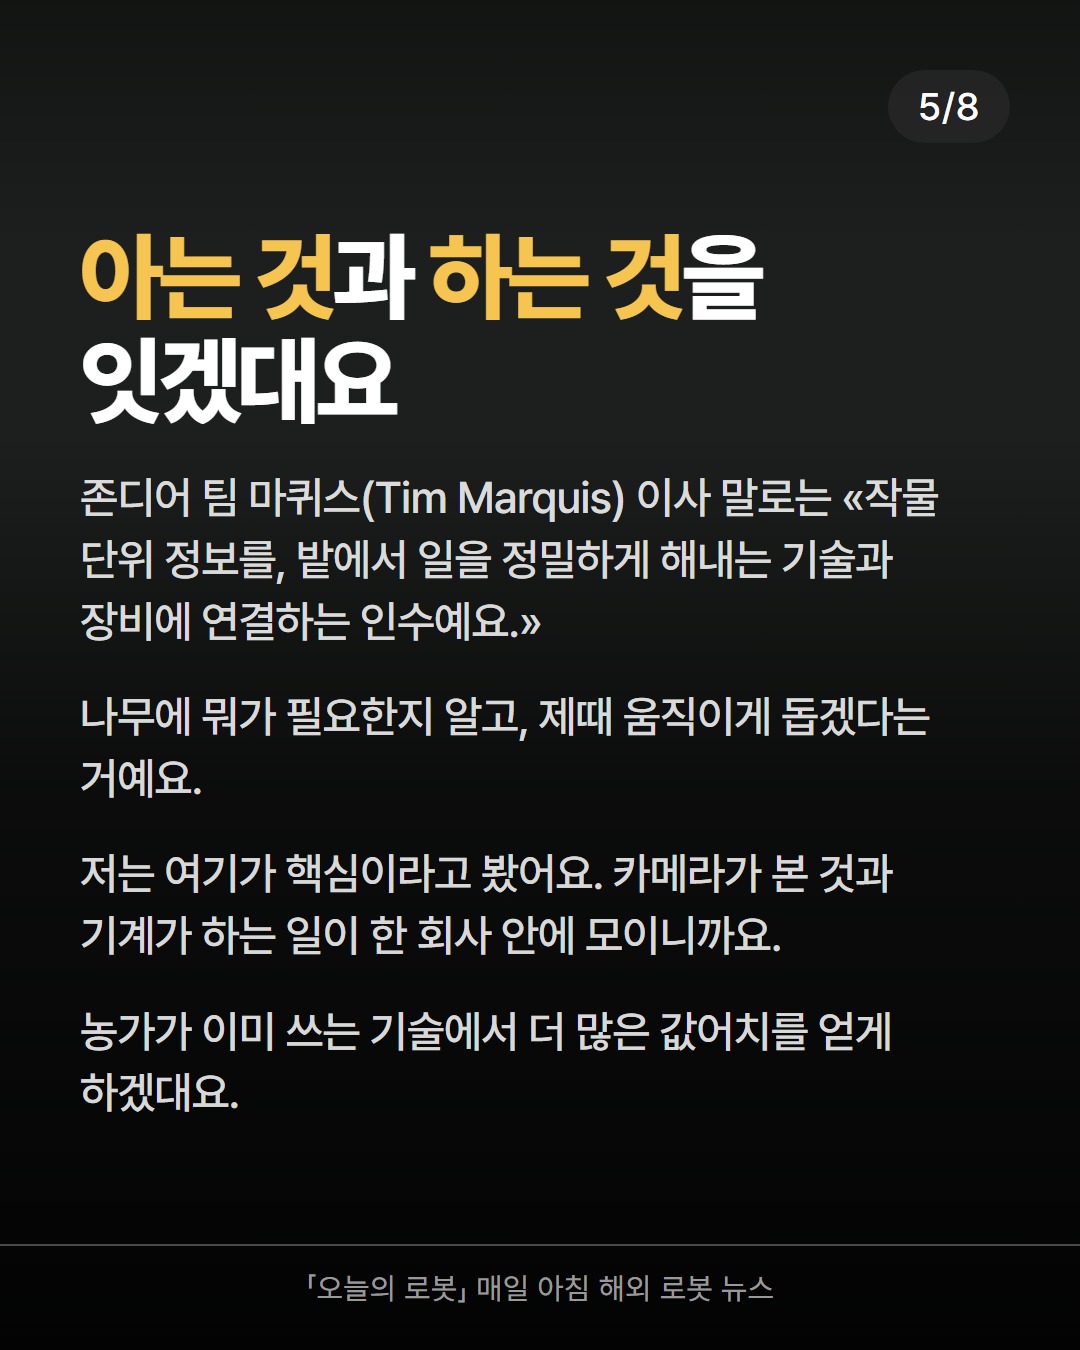 5/8
아는 것과 하는 것을
잇겠대요
존디어 팀 마퀴스(Tim Marquis) 이사 말로는 «작물
단위 정보를, 밭에서 일을 정밀하게 해내는 기술과
장비에 연결하는 인수예요.»
나무에 뭐가 필요한지 알고, 제때 움직이게 돕겠다는
거예요.
저는 여기가 핵심이라고 봤어요. 카메라가 본 것과
기계가 하는 일이 한 회사 안에 모이니까요.
농가가 이미 쓰는 기술에서 더 많은 값어치를 얻게
하겠대요.
「오늘의 로봇」 매일 아침 해외 로봇 뉴스